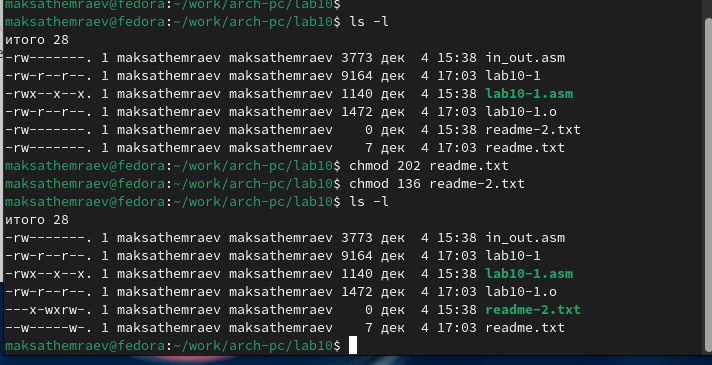 maksathemraev@fedora:~/work/arch-pc/lab10$
maksathemraev@fedora:~/work/arch-pc/lab10$ ls -l
итого 28
-rw-------. 1 maksathemraev maksathemraev 3773 дек  4 15:38 in_out.asm
-rw-r--r--. 1 maksathemraev maksathemraev 9164 дек  4 17:03 lab10-1
-rwx--x--x. 1 maksathemraev maksathemraev 1140 дек  4 15:38 lab10-1.asm
-rw-r--r--. 1 maksathemraev maksathemraev 1472 дек  4 17:03 lab10-1.o
-rw-------. 1 maksathemraev maksathemraev    0 дек  4 15:38 readme-2.txt
-rw-r--r--. 1 maksathemraev maksathemraev    7 дек  4 17:03 readme.txt
maksathemraev@fedora:~/work/arch-pc/lab10$ chmod 202 readme.txt
maksathemraev@fedora:~/work/arch-pc/lab10$ chmod 136 readme-2.txt
maksathemraev@fedora:~/work/arch-pc/lab10$ ls -l
итого 28
-rw-------. 1 maksathemraev maksathemraev 3773 дек  4 15:38 in_out.asm
-rw-r--r--. 1 maksathemraev maksathemraev 9164 дек  4 17:03 lab10-1
-rwx--x--x. 1 maksathemraev maksathemraev 1140 дек  4 15:38 lab10-1.asm
-rw-r--r--. 1 maksathemraev maksathemraev 1472 дек  4 17:03 lab10-1.o
---x-wxrw-. 1 maksathemraev maksathemraev    0 дек  4 15:38 readme-2.txt
--w-----w-. 1 maksathemraev maksathemraev    7 дек  4 17:03 readme.txt
maksathemraev@fedora:~/work/arch-pc/lab10$